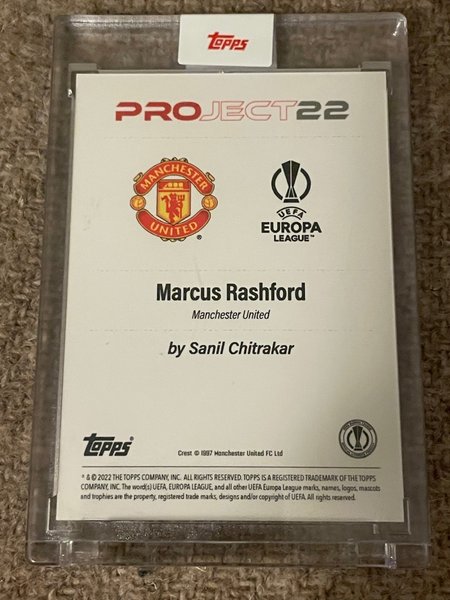 Topps
PROJECT22
MANCHESTER
UNITED
®
UEFA
EUROPA
LEAGUE™
Marcus Rashford
Manchester United
by Sanil Chitrakar
Topps®
Crest © 1997 Manchester United FC Ltd
® & © 2022 THE TOPPS COMPANY, INC. ALL RIGHTS RESERVED. TOPPS IS A REGISTERED TRADEMARK OF THE TOPPS
COMPANY, INC. The word(s) UEFA, EUROPA LEAGUE, and all other UEFA Europa League marks, names, logos, mascots
and trophies are the property, registered trade marks, designs and/or copyright of UEFA. All rights reserved.